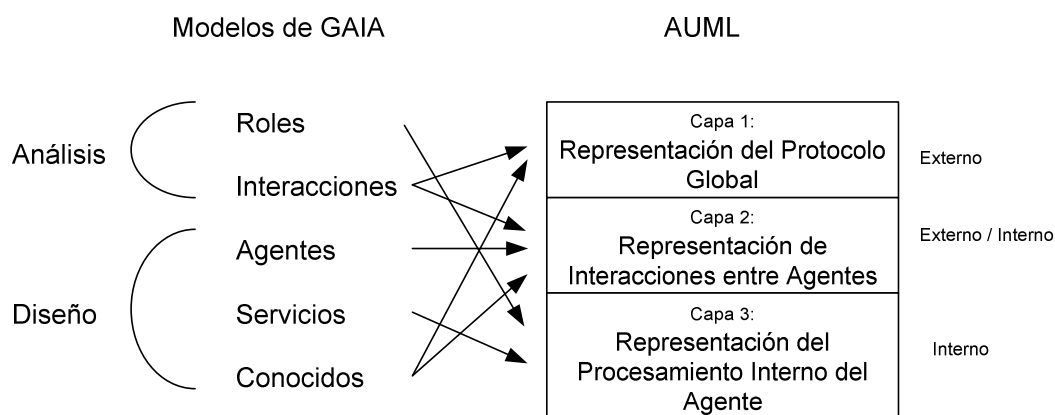 Modelos de GAIA
AUML
Análisis
Roles
Interacciones
Diseño
Agentes
Servicios
Conocidos
Capa 1:
Representación del Protocolo
Global
Externo
Capa 2:
Representación de
Interacciones entre Agentes
Externo / Interno
Capa 3:
Representación del
Procesamiento Interno del
Agente
Interno